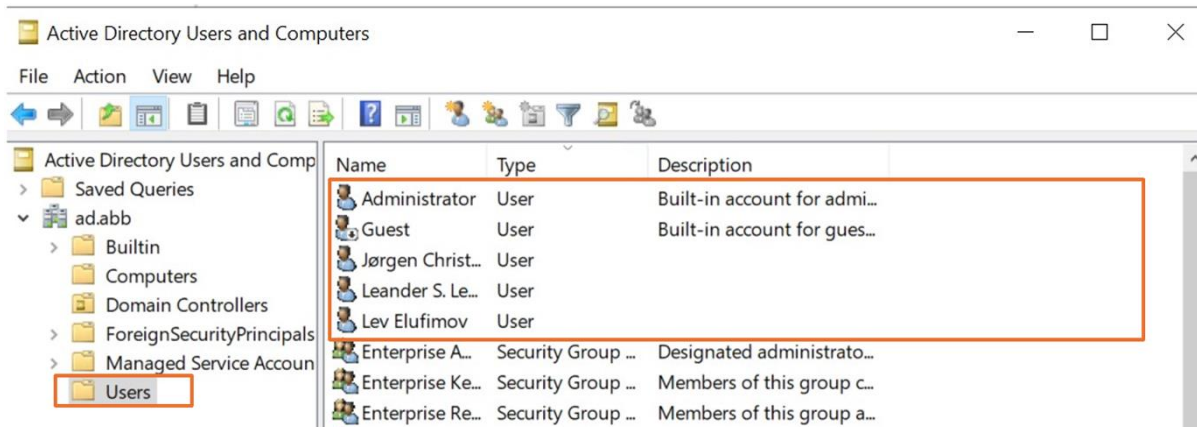 Active Directory Users and Computers
File Action View Help
Active Directory Users and Comp
Saved Queries
ad.abb
Builtin
Computers
Domain Controllers
ForeignSecurityPrincipals
Managed Service Accoun
Users
Name Type Description
Administrator User Built-in account for admi...
Guest User Built-in account for gues...
Jørgen Christ... User
Leander S. Le... User
Lev Elufimov User
Enterprise A... Security Group ... Designated administrato...
Enterprise Ke... Security Group ... Members of this group c...
Enterprise Re... Security Group ... Members of this group a...